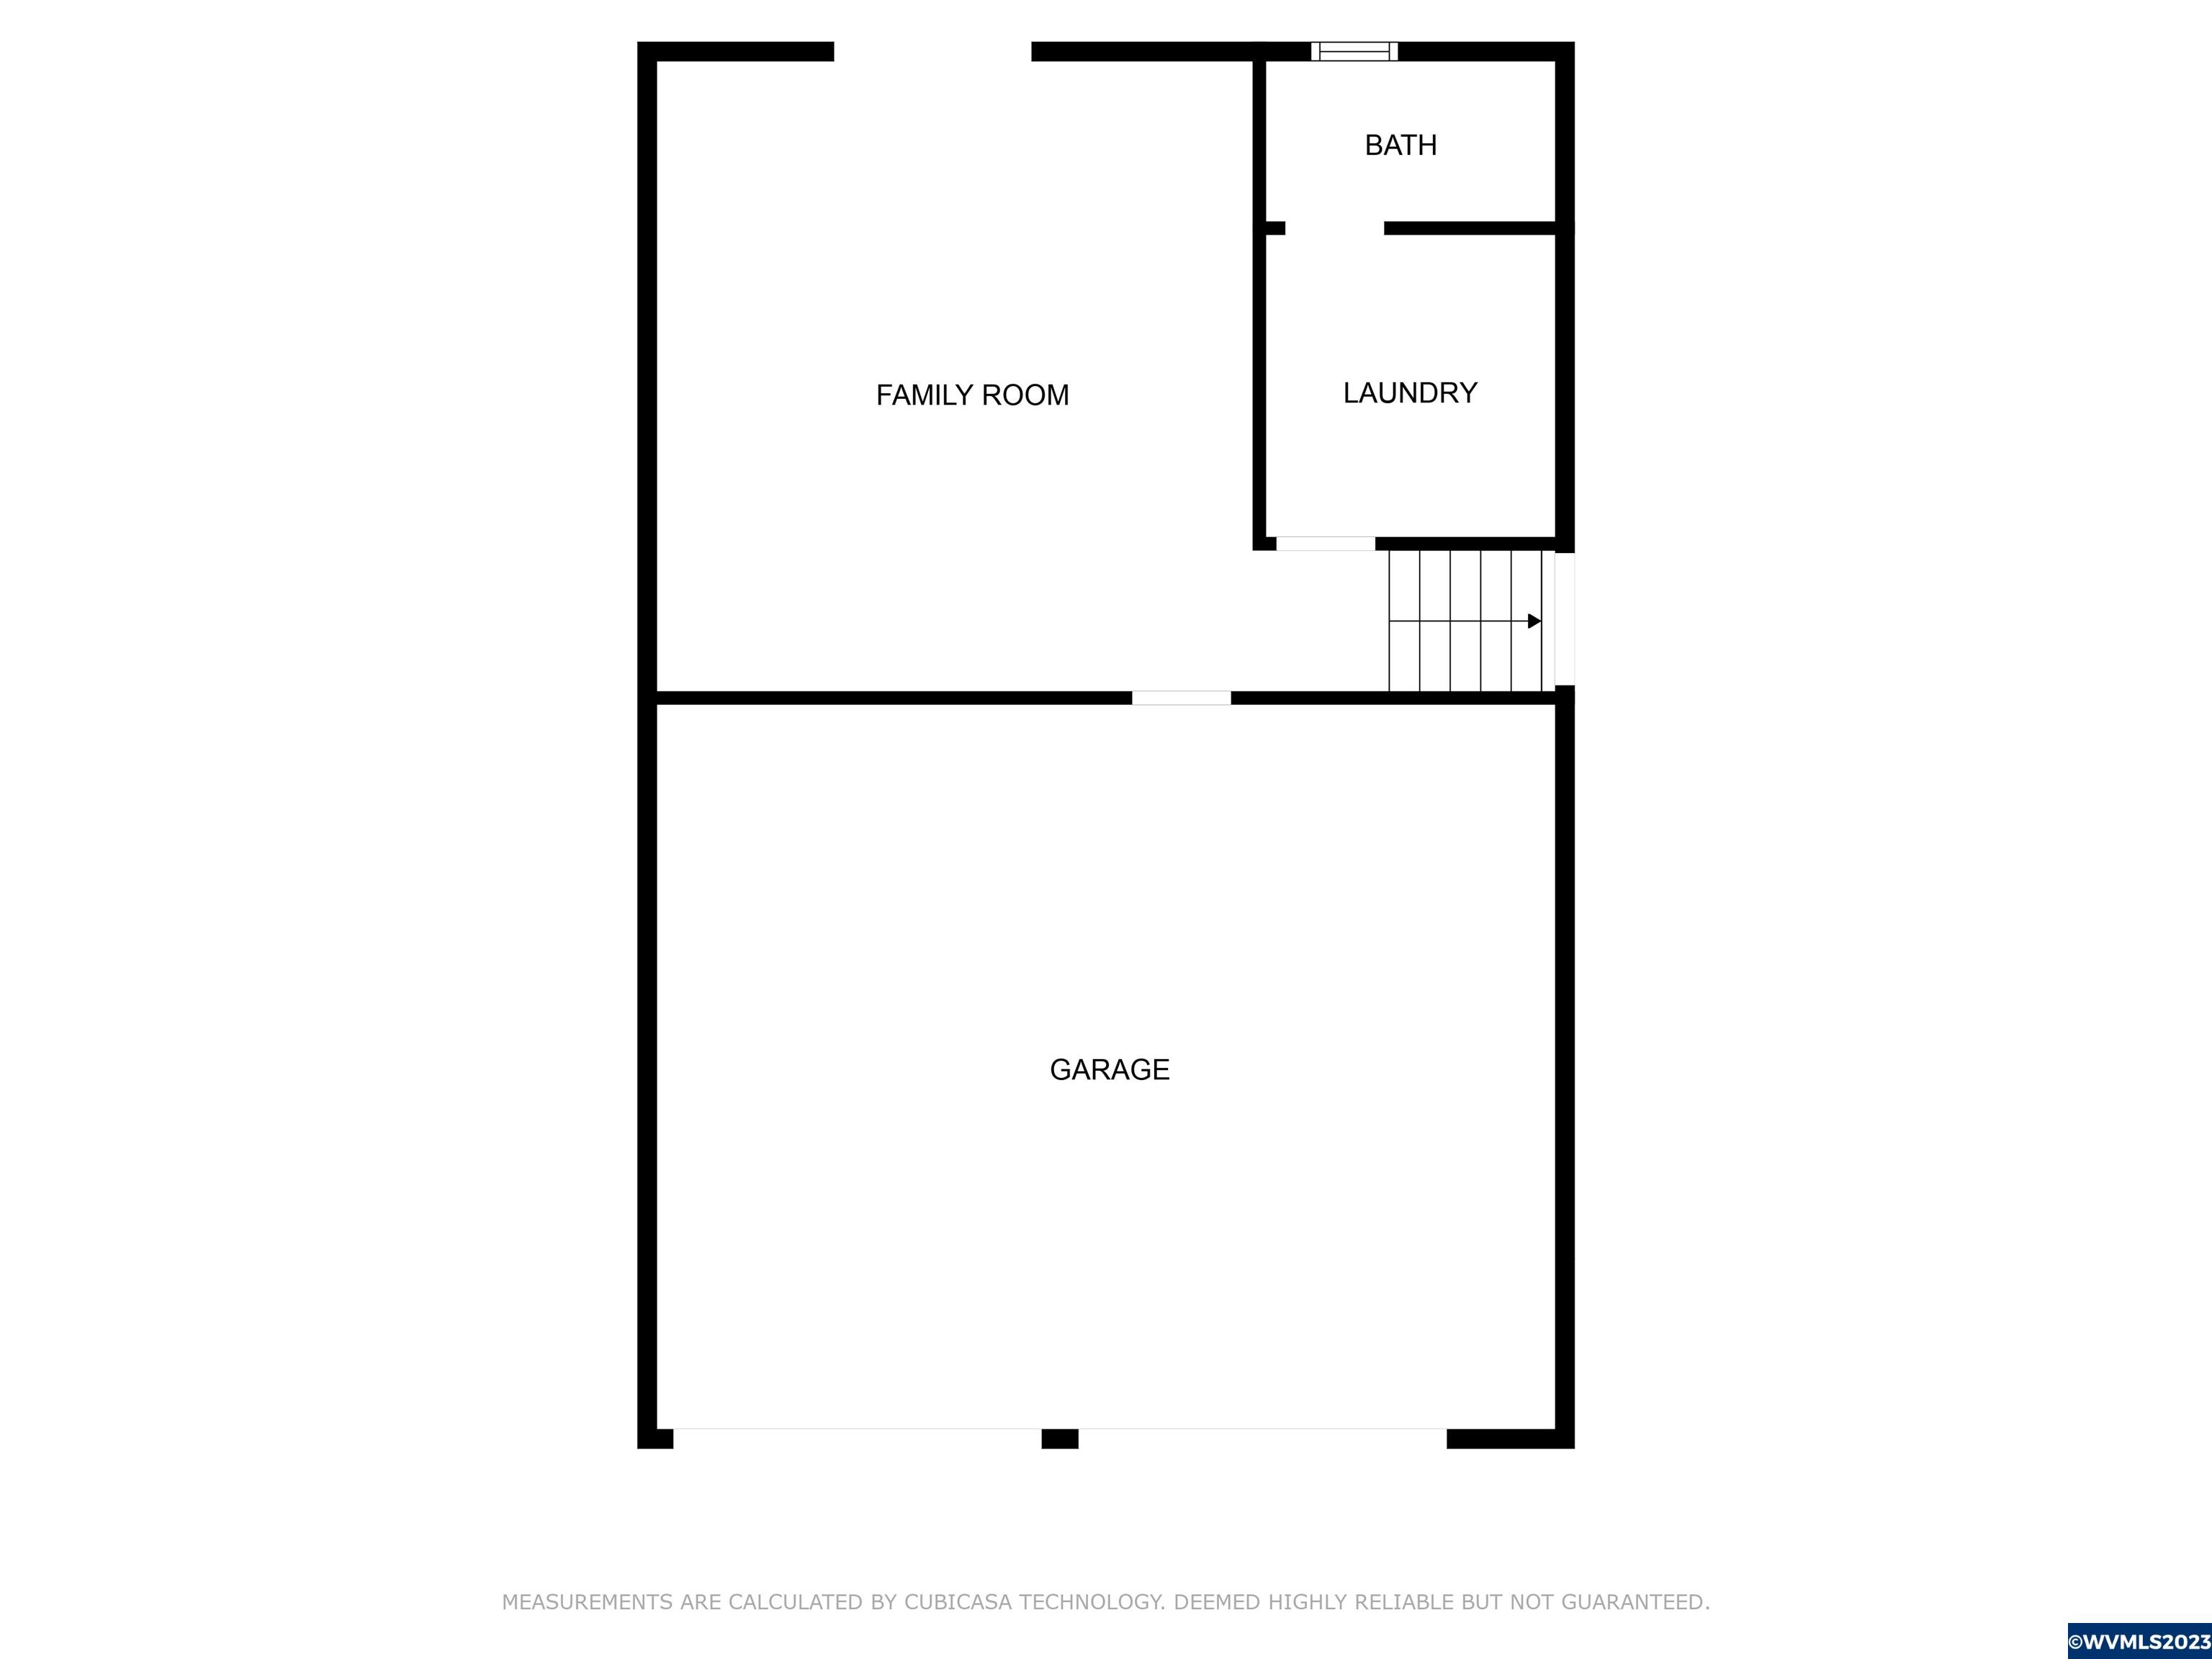 BATH
FAMILY ROOM
LAUNDRY
GARAGE
MEASUREMENTS ARE CALCULATED BY CUBICASA TECHNOLOGY. DEEMED HIGHLY RELIABLE BUT NOT GUARANTEED.
©WVMLS2023